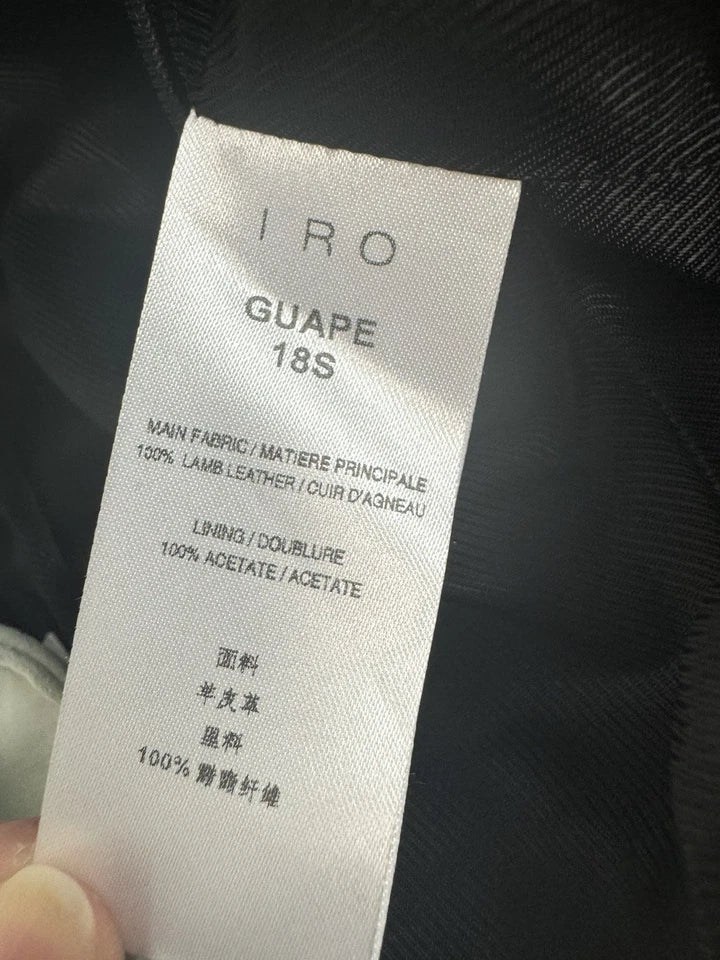 IRO
GUAPE
18S
MAIN FABRIC / MATIERE PRINCIPALE
100% LAMB LEATHER / CUIR D'AGNEAU
LINING / DOUBLURE
100% ACETATE / ACETATE
面料
羊皮革
里料
100% 醋酯纤维